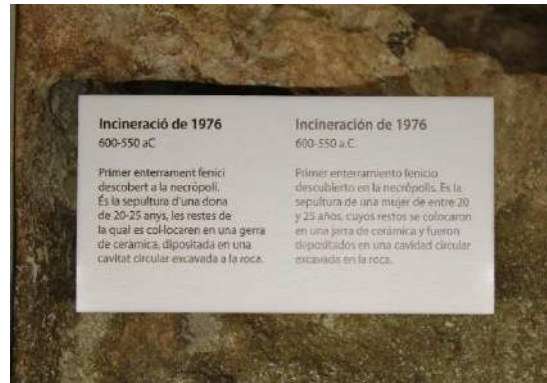 Incineració de 1976
600-550 aC
Primer enterrament fenici
descobert a la necròpoli.
És la sepultura d'una dona
de 20-25 anys, les restes de
la qual es col·locaren en una gerra
de ceràmica, dipositada en una
cavitat circular excavada a la roca.
Incineración de 1976
600-550 a.C.
Primer enterramiento fenicio
descubierto en la necrópolis. Es la
sepultura de una mujer de entre 20
y 25 años, cuyos restos se colocaron
en una jarra de cerámica y fueron
depositados en una cavidad circular
excavada en la roca.